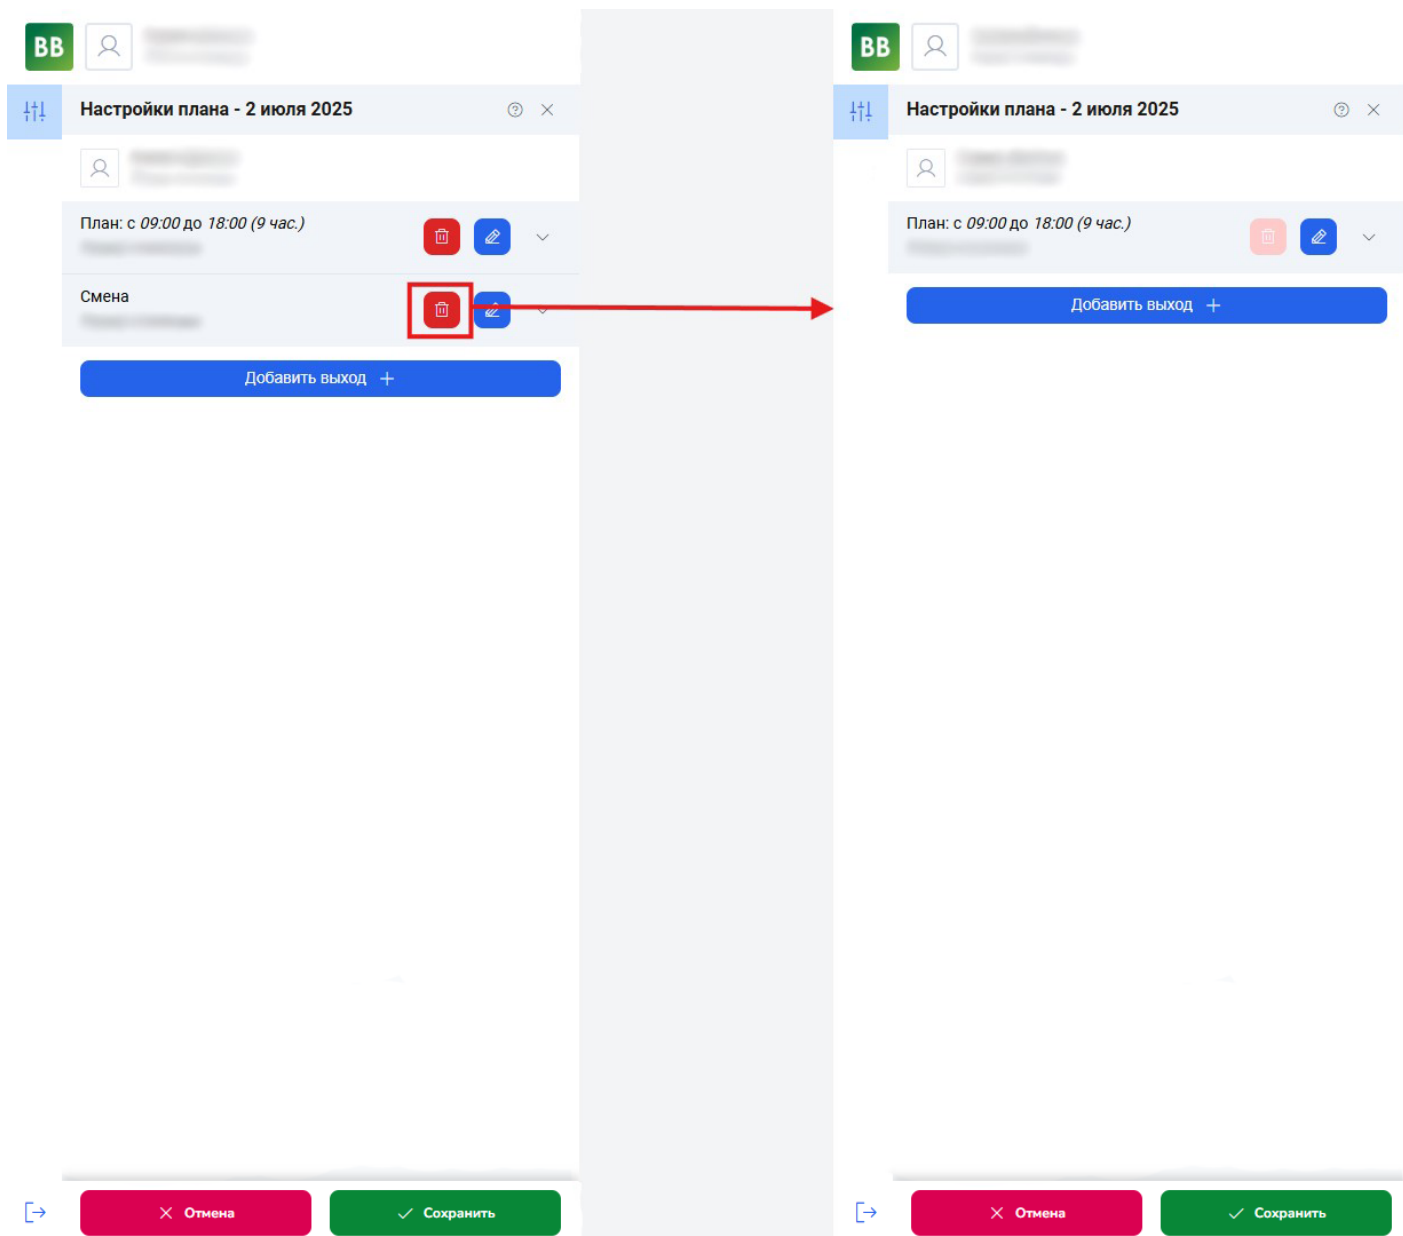 BB
Настройки плана - 2 июля 2025
План: с 09:00 до 18:00 (9 час.)
Смена
Добавить выход +
Отмена
Сохранить
BB
Настройки плана - 2 июля 2025
План: с 09:00 до 18:00 (9 час.)
Добавить выход +
Отмена
Сохранить